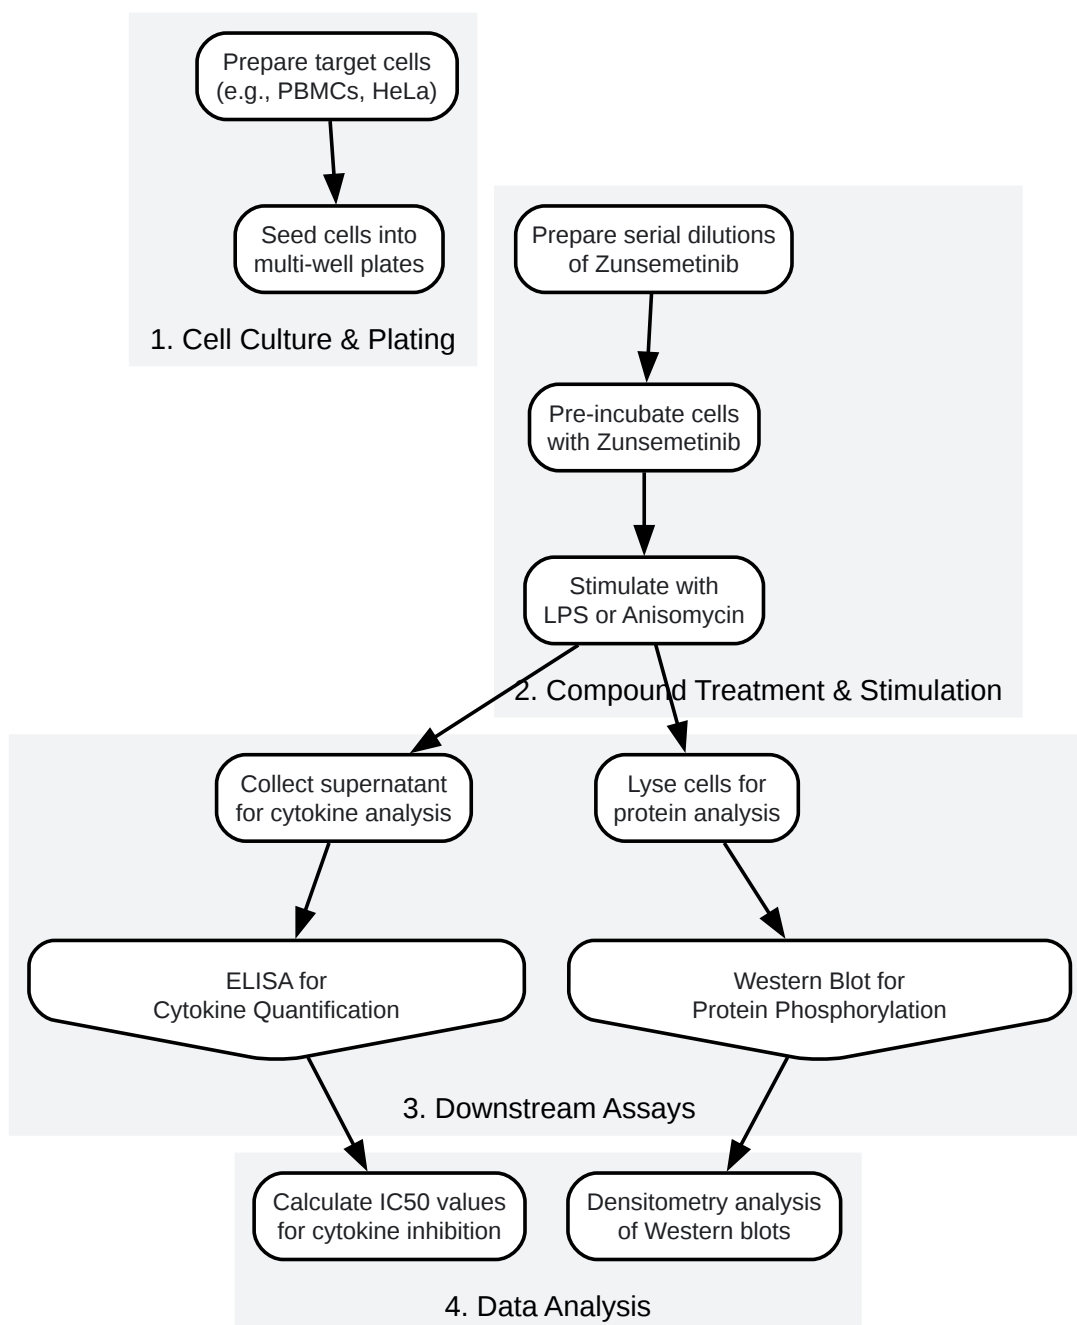 Prepare target cells
(e.g., PBMCs, HeLa)
Seed cells into
multi-well plates
1. Cell Culture & Plating
Prepare serial dilutions
of Zunsemetinib
Pre-incubate cells
with Zunsemetinib
Stimulate with
LPS or Anisomycin
2. Compound Treatment & Stimulation
Collect supernatant
for cytokine analysis
Lyse cells for
protein analysis
ELISA for
Cytokine Quantification
Western Blot for
Protein Phosphorylation
3. Downstream Assays
Calculate IC50 values
for cytokine inhibition
Densitometry analysis
of Western blots
4. Data Analysis